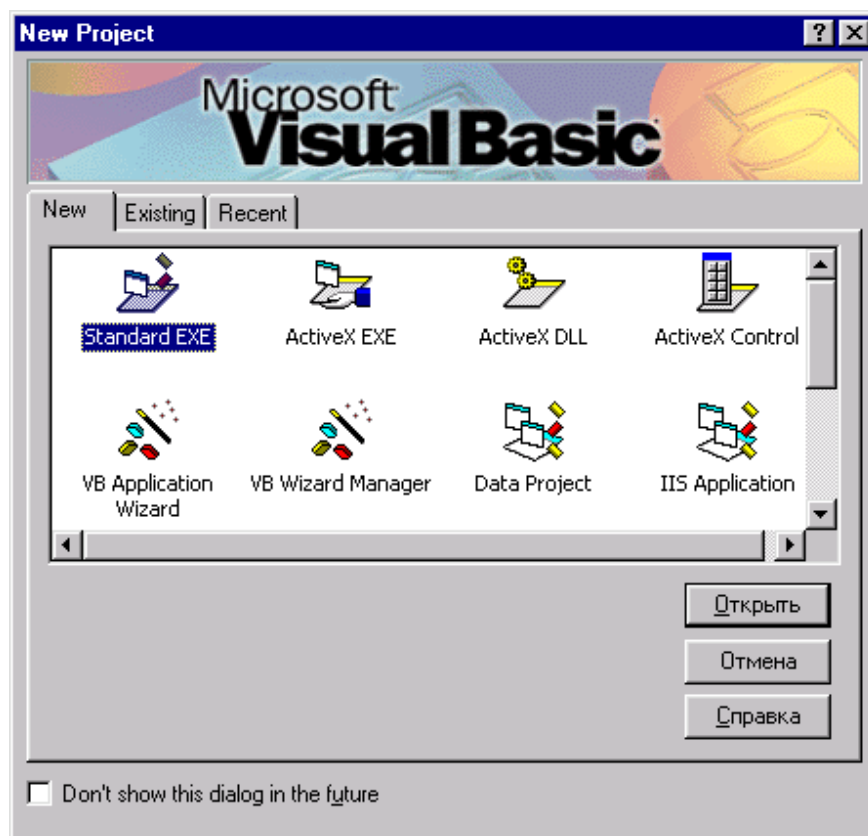 New Project
Microsoft
Visual Basic
New Existing Recent
Standard EXE ActiveX EXE ActiveX DLL ActiveX Control
VB Application Wizard VB Wizard Manager Data Project IIS Application
Открыть
Отмена
Справка
Don't show this dialog in the future